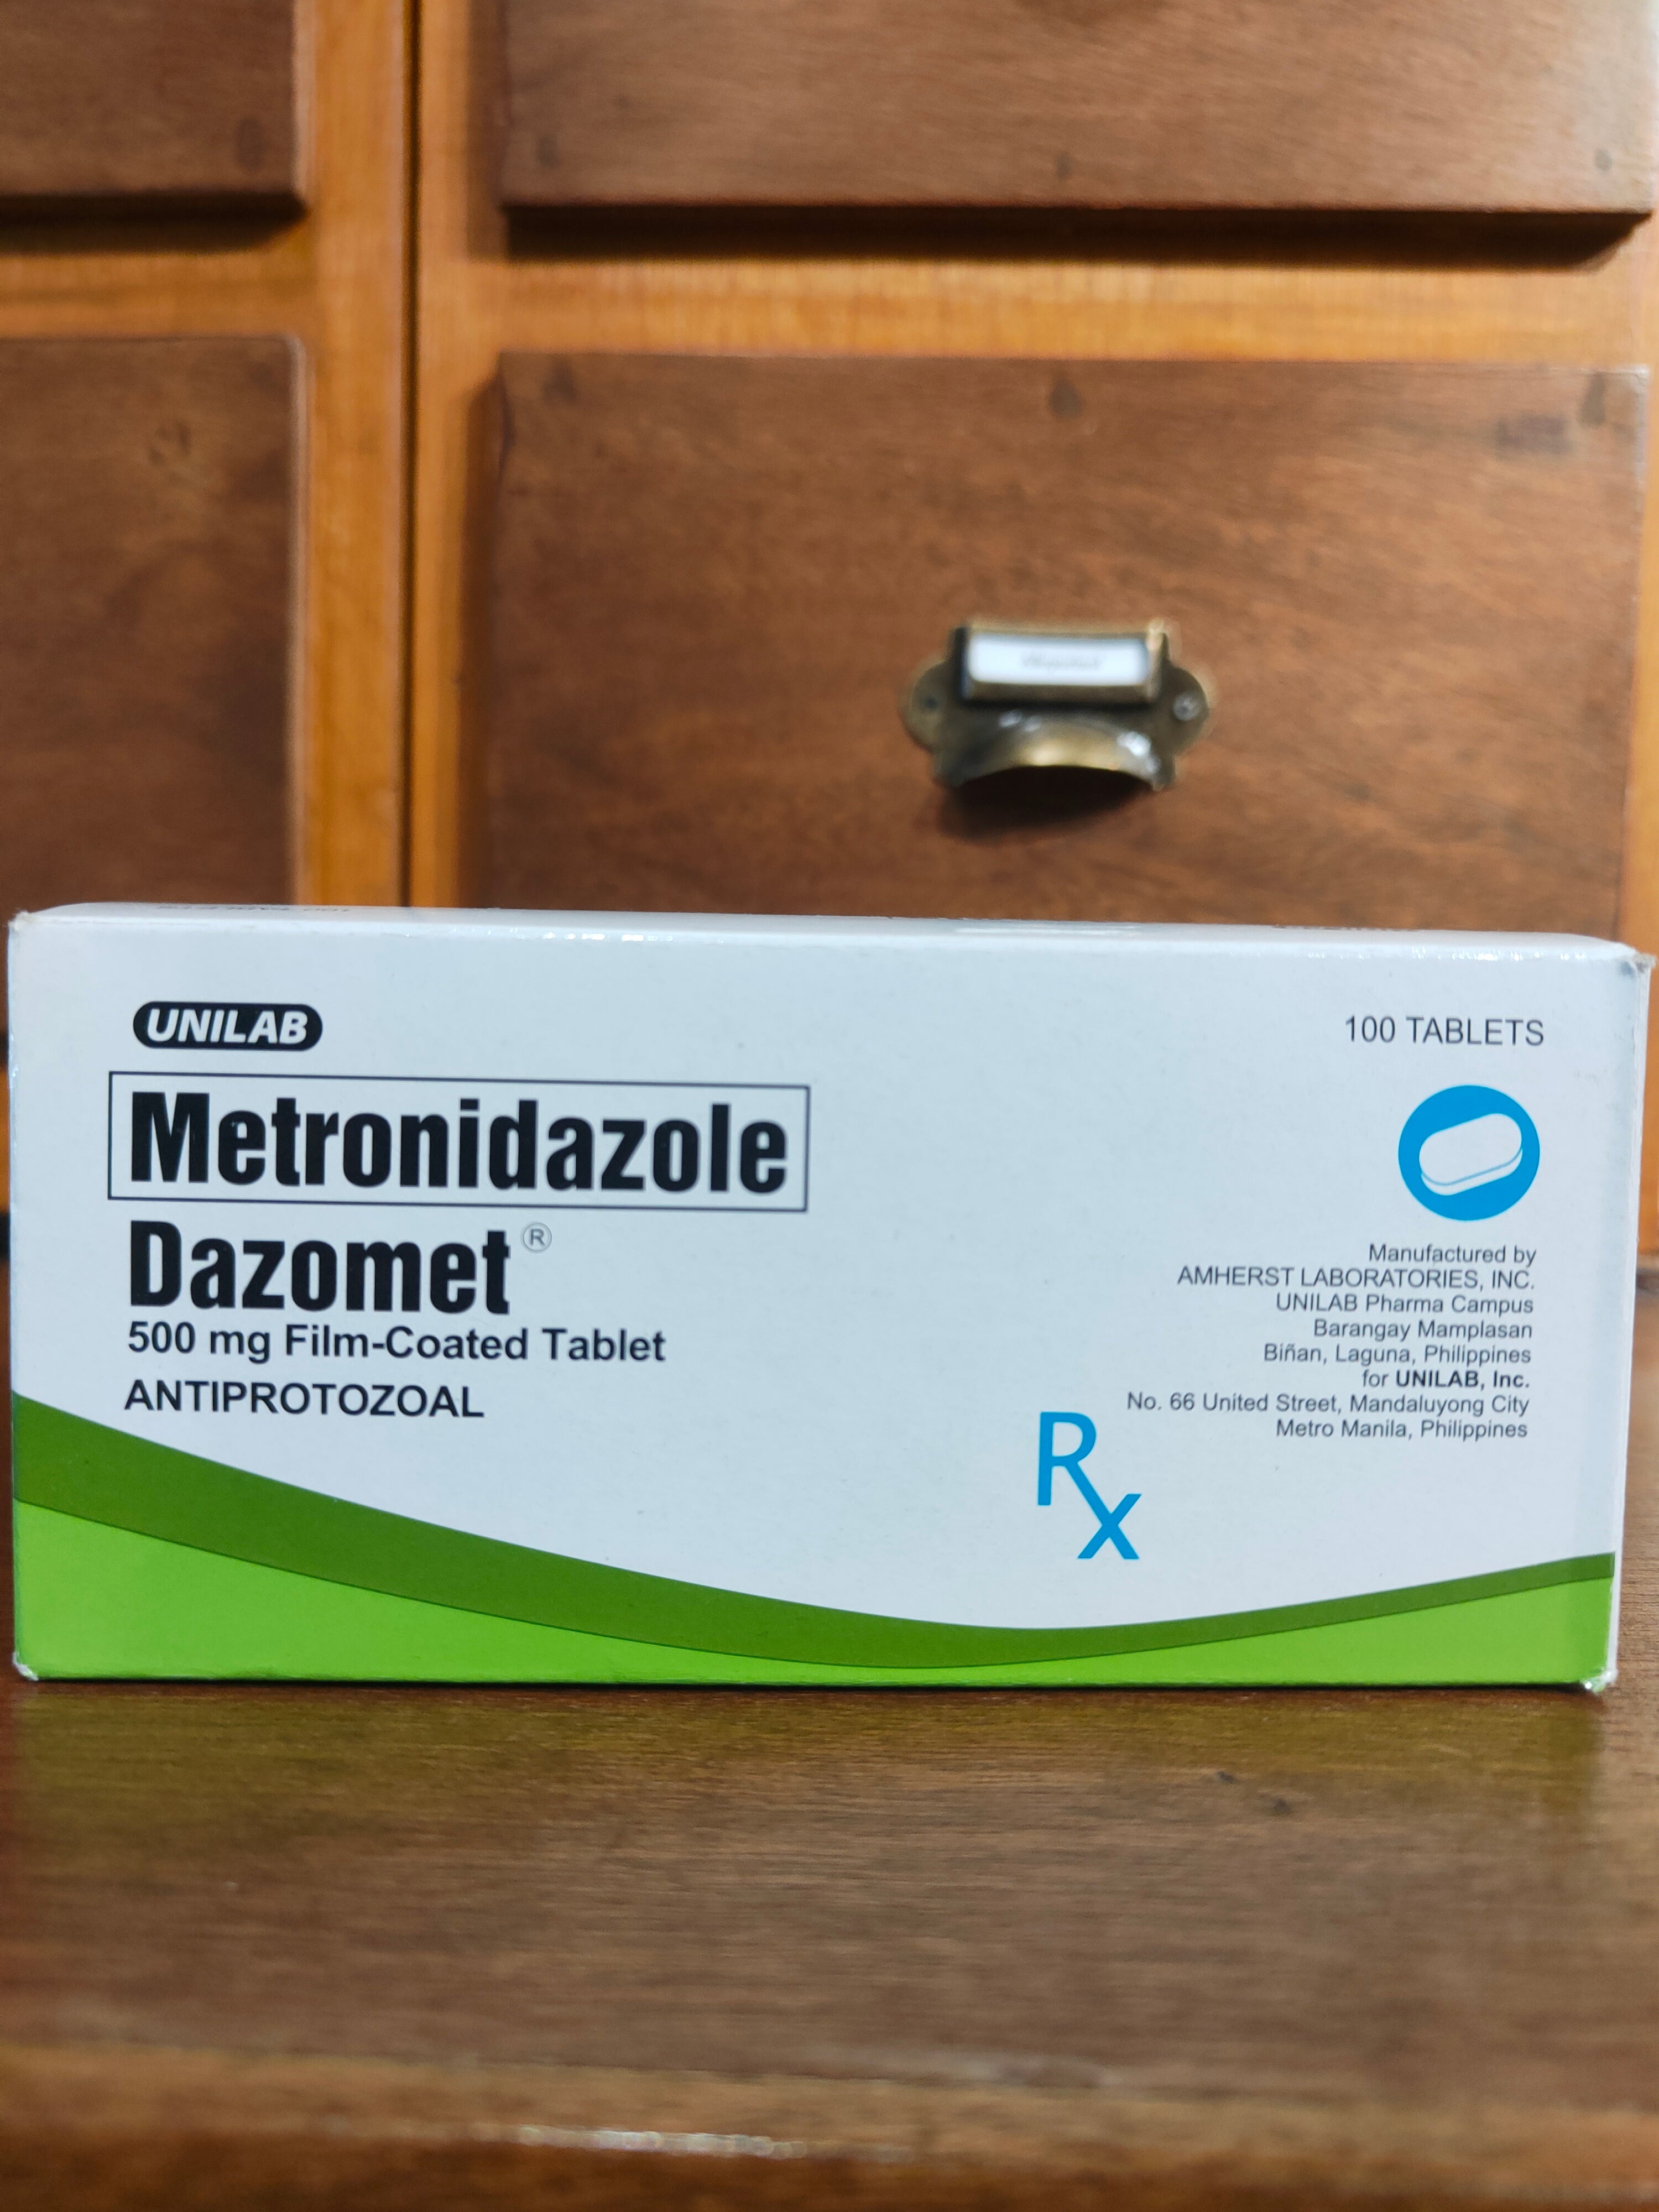 UNILAB
100 TABLETS
Metronidazole
Dazomet®
500 mg Film-Coated Tablet
ANTIPROTOZOAL
Manufactured by
AMHERST LABORATORIES, INC.
UNILAB Pharma Campus
Barangay Mamplasan
Biñan, Laguna, Philippines
for UNILAB, Inc.
No. 66 United Street, Mandaluyong City
Metro Manila, Philippines
Rx